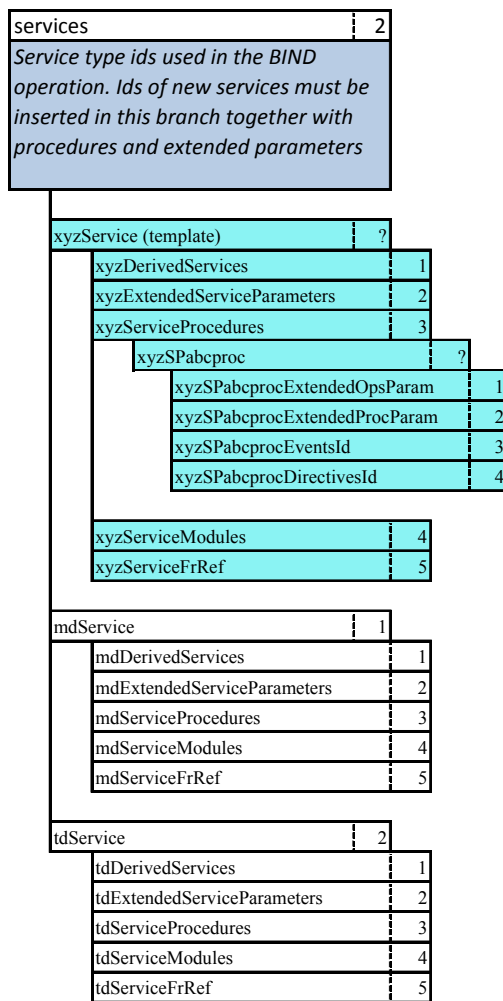 services 2
Service type ids used in the BIND
operation. Ids of new services must be
inserted in this branch together with
procedures and extended parameters
xyzService (template) ?
xyzDerivedServices 1
xyzExtendedServiceParameters 2
xyzServiceProcedures 3
xyzSPabcproc ?
xyzSPabcprocExtendedOpsParam 1
xyzSPabcprocExtendedProcParam 2
xyzSPabcprocEventsId 3
xyzSPabcprocDirectivesId 4
xyzServiceModules 4
xyzServiceFrRef 5
mdService 1
mdDerivedServices 1
mdExtendedServiceParameters 2
mdServiceProcedures 3
mdServiceModules 4
mdServiceFrRef 5
tdService 2
tdDerivedServices 1
tdExtendedServiceParameters 2
tdServiceProcedures 3
tdServiceModules 4
tdServiceFrRef 5